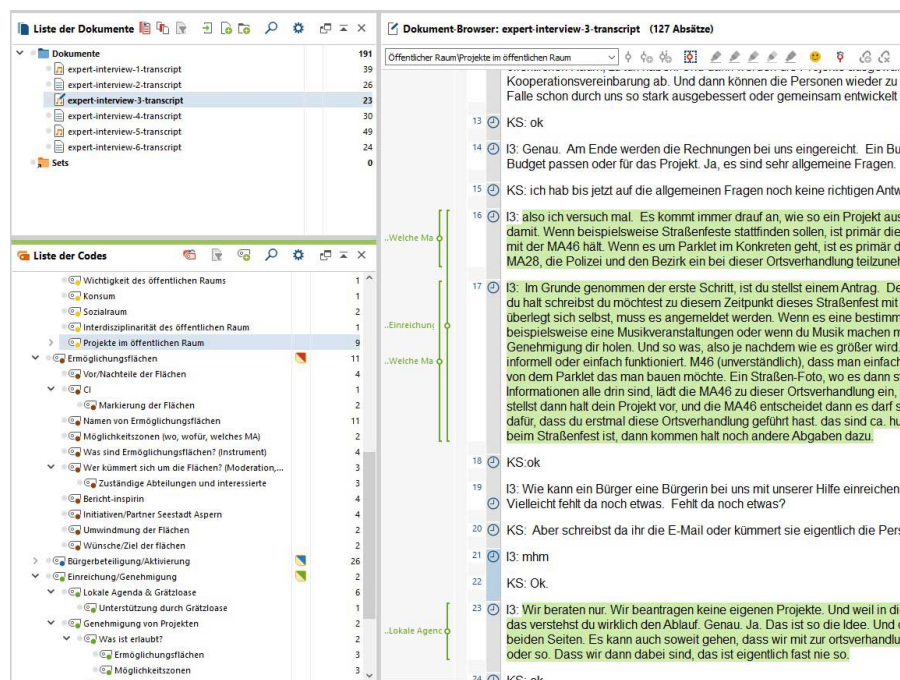 Liste der Dokumente
Dokumente 191
expert-interview-1-transcript 39
expert-interview-2-transcript 26
expert-interview-3-transcript 23
expert-interview-4-transcript 30
expert-interview-5-transcript 49
expert-interview-6-transcript 24
Sets 0
Liste der Codes
Wichtigkeit des öffentlichen Raums 1
Konsum 1
Sozialraum 2
Interdisziplinarität des öffentlichen Raum 1
Projekte im öffentlichen Raum 9
Ermöglichungsflächen 11
Vor/Nachteile der Flächen 4
CI 1
Markierung der Flächen 2
Namen von Ermöglichungsflächen 11
Möglichkeitszonen (wo, wofür, welches MA) 2
Was sind Ermöglichungsflächen? (Instrument) 4
Wer kümmert sich um die Flächen? (Moderation,... 3
Zuständige Abteilungen und interessierte 3
Bericht-inspirin 4
Initiativen/Partner Seestadt Aspern 4
Umwindmung der Flächen 2
Wünsche/Ziel der flächen 2
Bürgerbeteiligung/Aktivierung 26
Einreichung/Genehmigung 2
Lokale Agenda & Grätzloase 6
Unterstützung durch Grätzloase 1
Genehmigung von Projekten 2
Was ist erlaubt? 2
Ermöglichungsflächen 3
Möglichkeitszonen 3
Dokument-Browser: expert-interview-3-transcript (127 Absätze)
Öffentlicher Raum\Projekte im öffentlichen Raum
Kooperationsvereinbarung ab. Und dann können die Personen wieder zu
Falle schon durch uns so stark ausgebessert oder gemeinsam entwickelt
13 KS: ok
14 I3: Genau. Am Ende werden die Rechnungen bei uns eingereicht. Ein Bu
Budget passen oder für das Projekt. Ja, es sind sehr allgemeine Fragen.
15 KS: ich hab bis jetzt auf die allgemeinen Fragen noch keine richtigen Antw
..Welche Ma
16 I3: also ich versuch mal. Es kommt immer drauf an, wie so ein Projekt aus
damit. Wenn beispielsweise Straßenfeste stattfinden sollen, ist primär die
mit der MA46 hält. Wenn es um Parklet im Konkreten geht, ist es primär d
MA28, die Polizei und den Bezirk ein bei dieser Ortsverhandlung teilzuneh
..Einreichung
..Welche Ma
17 I3: Im Grunde genommen der erste Schritt, ist du stellst einem Antrag. De
du halt schreibst du möchtest zu diesem Zeitpunkt dieses Straßenfest mit
überlegt sich selbst, muss es angemeldet werden. Wenn es eine bestimm
beispielsweise eine Musikveranstaltungen oder wenn du Musik machen m
Genehmigung dir holen. Und so was, also je nachdem wie es größer wird.
informell oder einfach funktioniert. M46 (unverständlich), dass man einfach
von dem Parklet das man bauen möchte. Ein Straßen-Foto, wo es dann st
Informationen alle drin sind, lädt die MA46 zu dieser Ortsverhandlung ein,
stellst dann halt dein Projekt vor, und die MA46 entscheidet dann es darf s
dafür, dass du erstmal diese Ortsverhandlung geführt hast. das sind ca. hu
beim Straßenfest ist, dann kommen halt noch andere Abgaben dazu.
18 KS:ok
19 I3: Wie kann ein Bürger eine Bürgerin bei uns mit unserer Hilfe einreichen
Vielleicht fehlt da noch etwas. Fehlt da noch etwas?
20 KS: Aber schreibst da ihr die E-Mail oder kümmert sie eigentlich die Pers
21 I3: mhm
22 KS: Ok.
..Lokale Agenc
23 I3: Wir beraten nur. Wir beantragen keine eigenen Projekte. Und weil in die
das verstehst du wirklich den Ablauf. Genau. Ja. Das ist so die Idee. Und
beiden Seiten. Es kann auch soweit gehen, dass wir mit zur ortsverhandlu
oder so. Dass wir dann dabei sind, das ist eigentlich fast nie so.
24 KS: ok